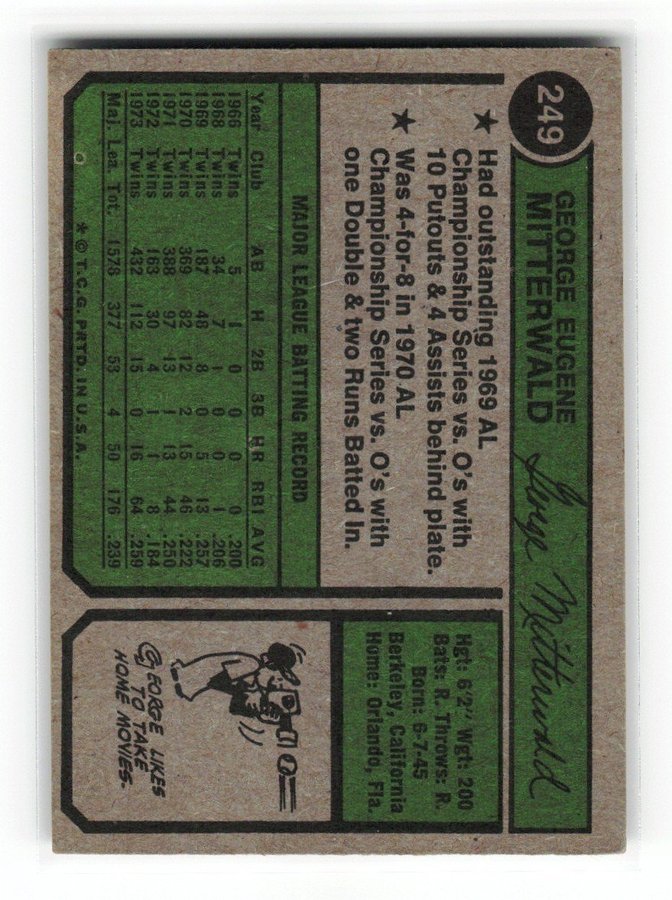 249
GEORGE EUGENE
MITTERWALD
George Mitterwald
★ Had outstanding 1969 AL
Championship Series vs. O's with
10 Putouts & 4 Assists behind plate.
★ Was 4-for-8 in 1970 AL
Championship Series vs. O's with
one Double & two Runs Batted In.
Hgt: 6'2" Wgt: 200
Bats: R. Throws: R.
Born: 6-7-45
Berkeley, California
Home: Orlando, Fla.
MAJOR LEAGUE BATTING RECORD
Year Club AB H 2B 3B HR RBI AVG
1966 Twins 5 1 0 0 0 0 .200
1968 Twins 34 7 1 0 0 1 .206
1969 Twins 187 48 8 0 5 13 .257
1970 Twins 369 82 12 2 15 46 .222
1971 Twins 388 97 13 1 13 44 .250
1972 Twins 163 30 4 1 1 8 .184
1973 Twins 432 112 15 0 16 64 .259
Maj. Lea. Tot. 1578 377 53 4 50 176 .239
* © T.C.G. PRTD. IN U.S.A.
GEORGE LIKES
TO TAKE
HOME MOVIES.